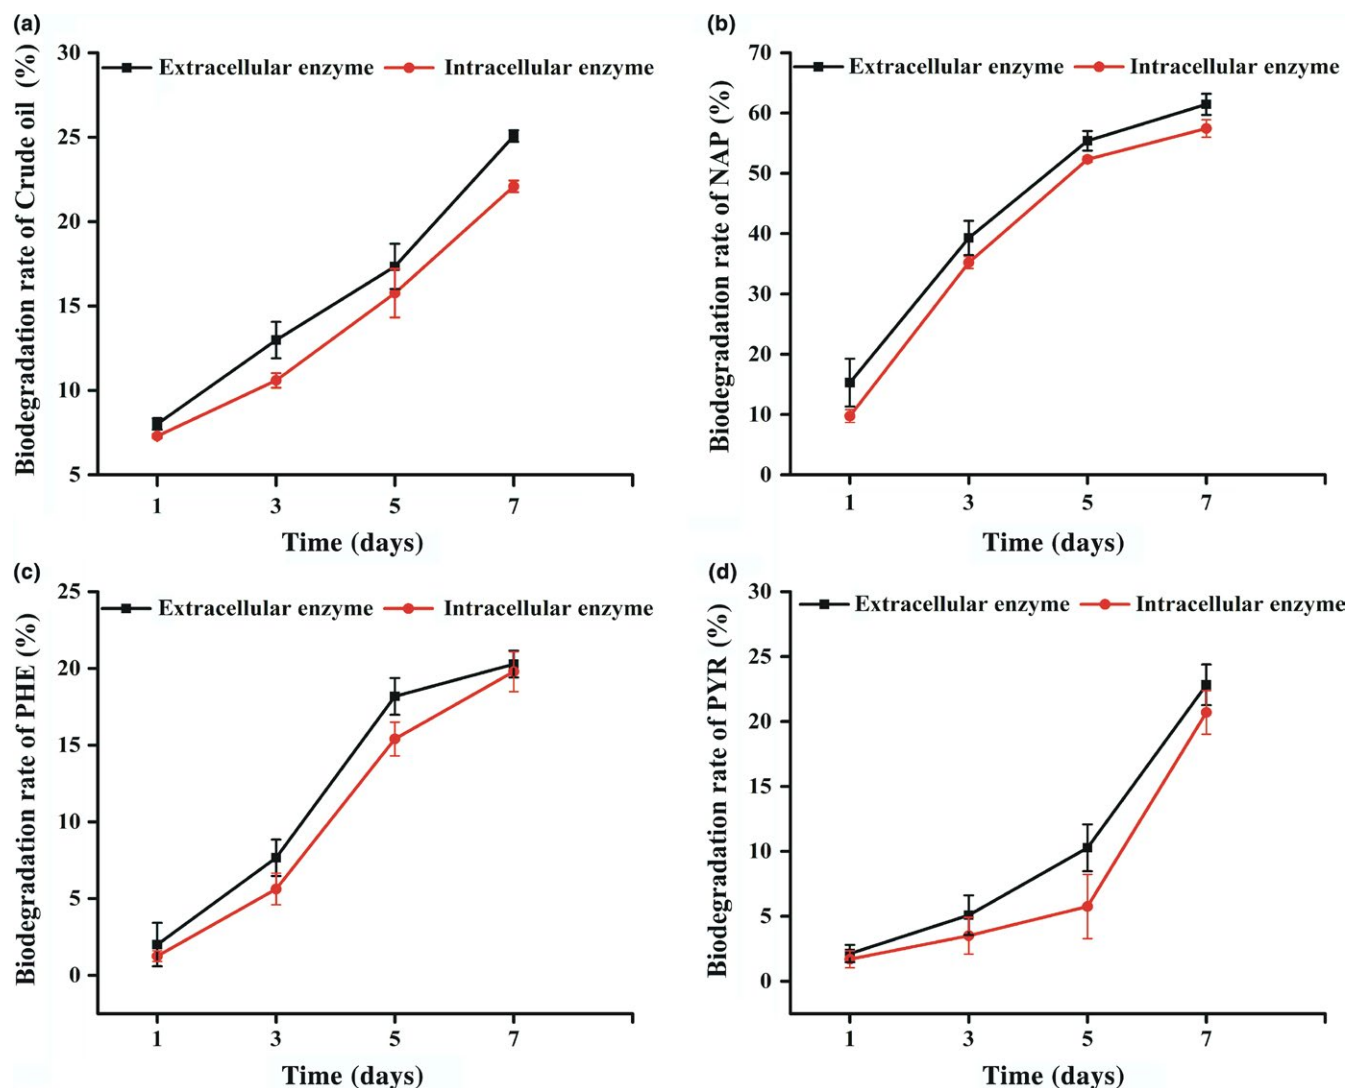 (a)
30
25
20
15
10
5
Biodegradation rate of Crude oil (%)
Extracellular enzyme Intracellular enzyme
1 3 5 7
Time (days)
(b)
70
60
50
40
30
20
10
0
Biodegradation rate of NAP (%)
Extracellular enzyme Intracellular enzyme
1 3 5 7
Time (days)
(c)
25
20
15
10
5
0
Biodegradation rate of PHE (%)
Extracellular enzyme Intracellular enzyme
1 3 5 7
Time (days)
(d)
30
25
20
15
10
5
0
Biodegradation rate of PYR (%)
Extracellular enzyme Intracellular enzyme
1 3 5 7
Time (days)